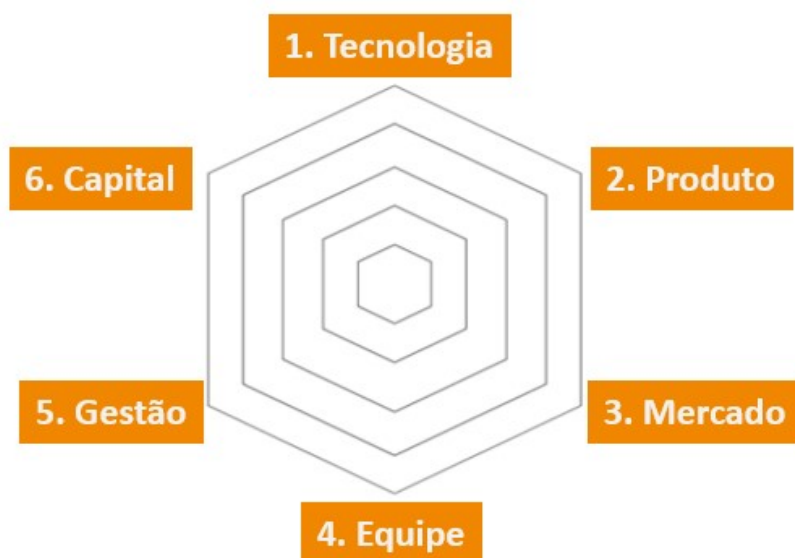 1. Tecnologia
6. Capital
2. Produto
5. Gestão
3. Mercado
4. Equipe